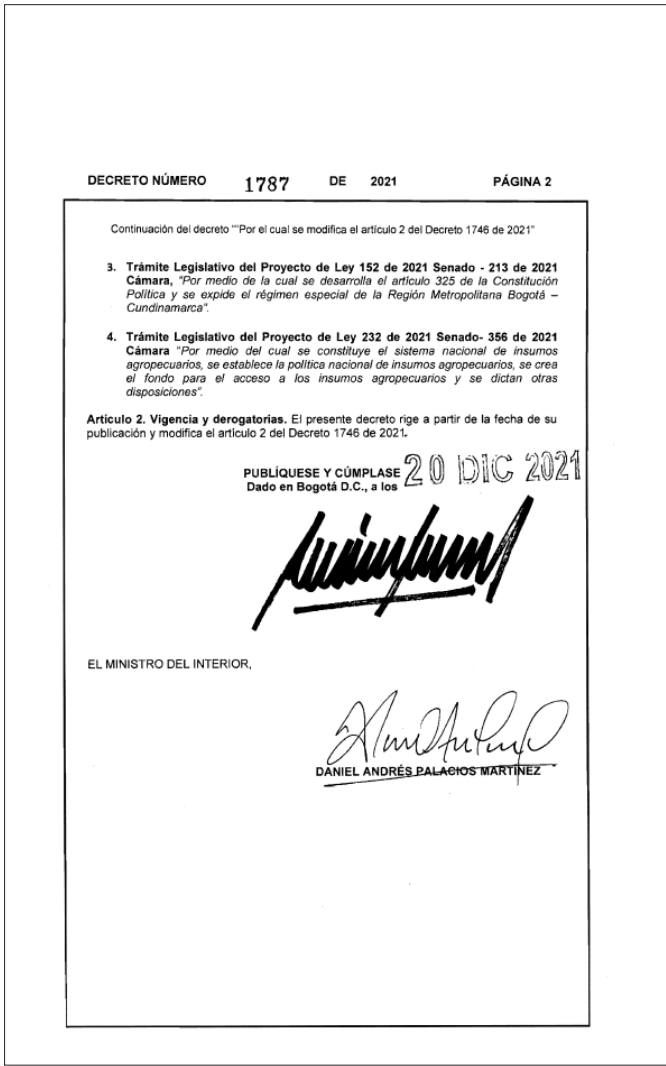 DECRETO NÚMERO 1787 DE 2021 PÁGINA 2
Continuación del decreto ""Por el cual se modifica el artículo 2 del Decreto 1746 de 2021"
3. Trámite Legislativo del Proyecto de Ley 152 de 2021 Senado - 213 de 2021
Cámara, "Por medio de la cual se desarrolla el artículo 325 de la Constitución
Política y se expide el régimen especial de la Región Metropolitana Bogotá –
Cundinamarca".
4. Trámite Legislativo del Proyecto de Ley 232 de 2021 Senado- 356 de 2021
Cámara "Por medio del cual se constituye el sistema nacional de insumos
agropecuarios, se establece la política nacional de insumos agropecuarios, se crea
el fondo para el acceso a los insumos agropecuarios y se dictan otras
disposiciones".
Artículo 2. Vigencia y derogatorias. El presente decreto rige a partir de la fecha de su
publicación y modifica el artículo 2 del Decreto 1746 de 2021.
PUBLÍQUESE Y CÚMPLASE
Dado en Bogotá D.C., a los 20 DIC 2021
EL MINISTRO DEL INTERIOR,
DANIEL ANDRÉS PALACIOS MARTÍNEZ